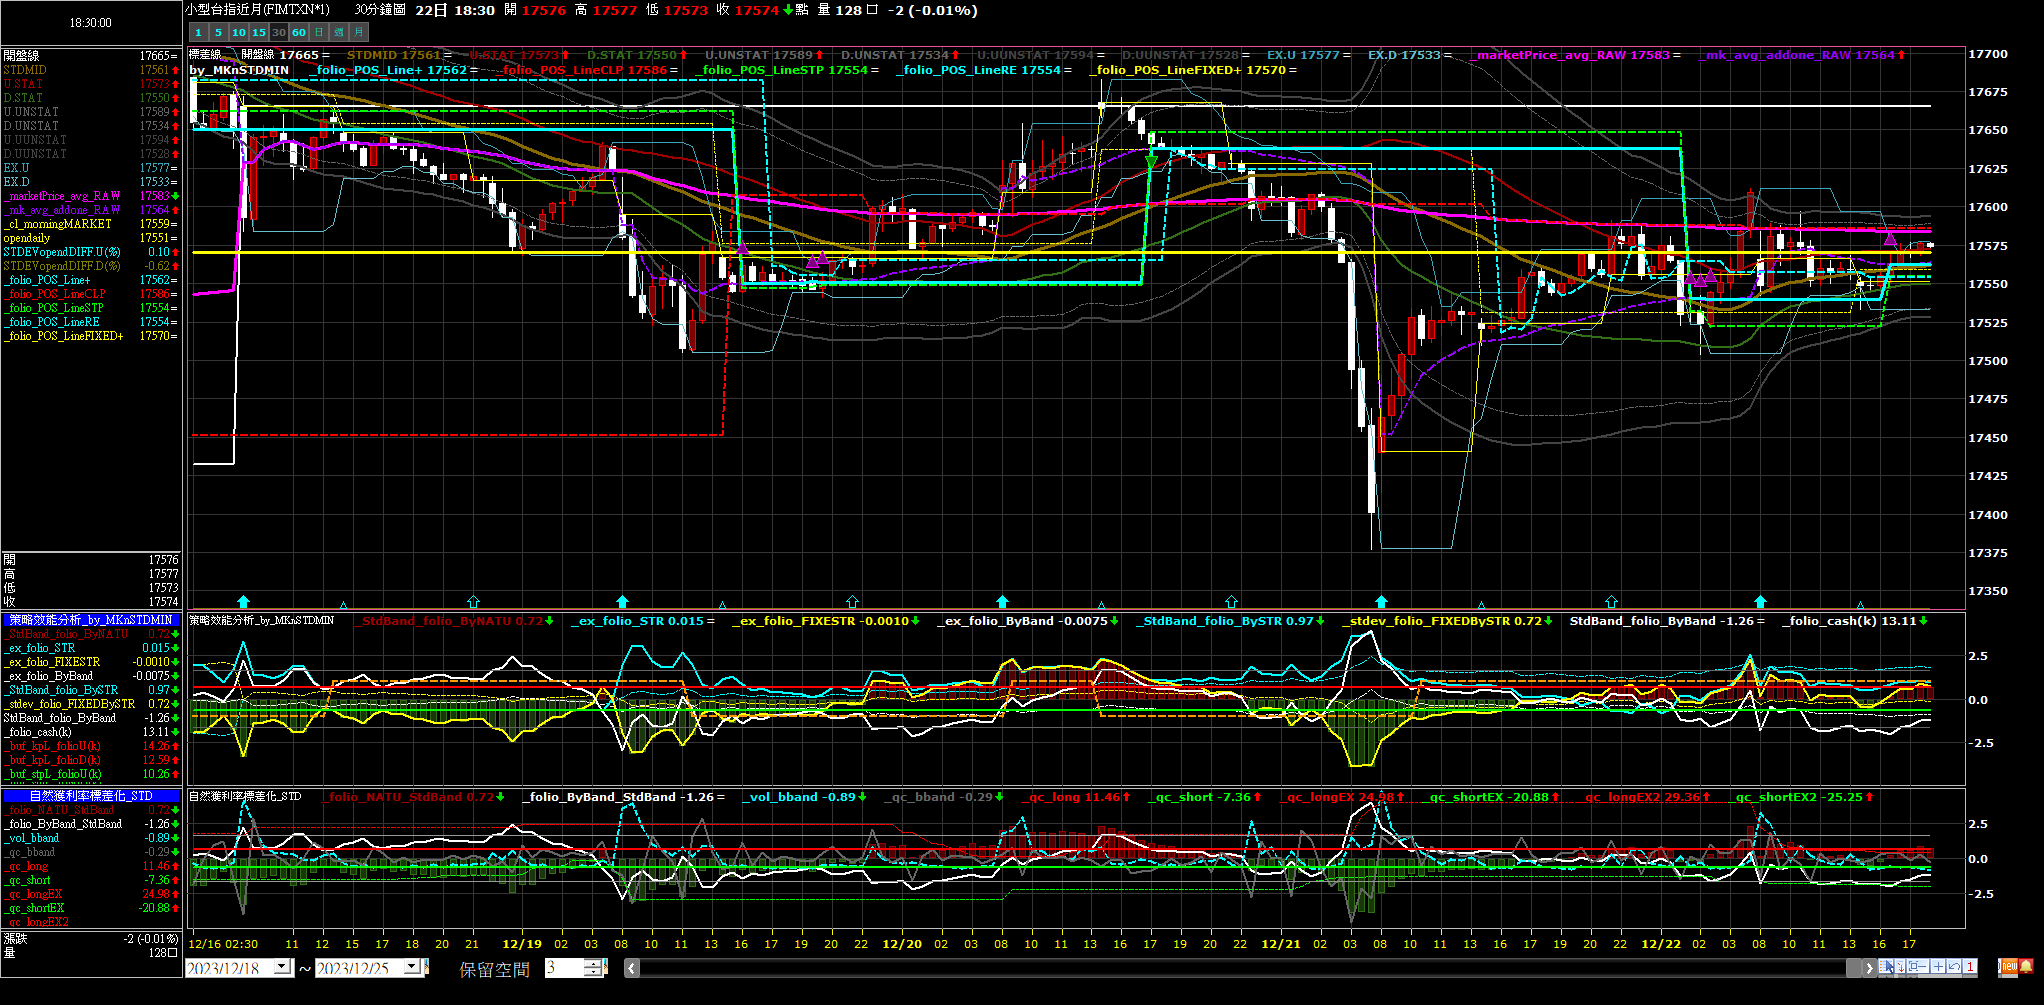 18:30:00
小型台指近月(FIMTXN*1) 30分鐘圖 22日 18:30 開 17576 高 17577 低 17573 收 17574 點 量 128 口 -2 (-0.01%)
1 5 10 15 30 60 日 週 月
開盤線 17665=
STDMID 17561
U.STAT 17573
D.STAT 17550
U.UNSTAT 17589
D.UNSTAT 17534
U.UUNSTAT 17594
D.UUNSTAT 17528
EX.U 17577=
EX.D 17533=
_marketPrice_avg_RAW 17583
_mk_avg_addone_RAW 17564
_cl_morningMARKET 17559=
opendaily 17551=
STDEVopendDIFF.U(%) 0.10
STDEVopendDIFF.D(%) -0.62
_folio_POS_Line+ 17562=
_folio_POS_LineCLP 17586=
_folio_POS_LineSTP 17554=
_folio_POS_LineRE 17554=
_folio_POS_LineFIXED+ 17570=
標差線 開盤線 17665= STDMID 17561= U.STAT 17573 D.STAT 17550 U.UNSTAT 17589 D.UNSTAT 17534 U.UUNSTAT 17594= D.UUNSTAT 17528= EX.U 17577= EX.D 17533= _marketPrice_avg_RAW 17583= _mk_avg_addone_RAW 17564
by_MKnSTDMIN _folio_POS_Line+ 17562= _folio_POS_LineCLP 17586= _folio_POS_LineSTP 17554= _folio_POS_LineRE 17554= _folio_POS_LineFIXED+ 17570=
17700
17675
17650
17625
17600
17575
17550
17525
17500
17475
17450
17425
17400
17375
17350
開 17576
高 17577
低 17573
收 17574
策略效能分析_by_MKnSTDMIN
_StdBand_folio_ByNATU 0.72
_ex_folio_STR 0.015
_ex_folio_FIXESTR -0.0010
_ex_folio_ByBand -0.0075
_StdBand_folio_BySTR 0.97
_stdev_folio_FIXEDBySTR 0.72
StdBand_folio_ByBand -1.26
_folio_cash(k) 13.11
_buf_kpL_folioU(k) 14.26
_buf_kpL_folioD(k) 12.59
_buf_stpL_folioU(k) 10.26
策略效能分析_by_MKnSTDMIN _StdBand_folio_ByNATU 0.72 _ex_folio_STR 0.015= _ex_folio_FIXESTR -0.0010 _ex_folio_ByBand -0.0075 _StdBand_folio_BySTR 0.97 _stdev_folio_FIXEDBySTR 0.72 StdBand_folio_ByBand -1.26= _folio_cash(k) 13.11
2.5
0.0
-2.5
自然獲利率標差化_STD
_folio_NATU_StdBand 0.72
_folio_ByBand_StdBand -1.26
_vol_bband -0.89
_qc_bband -0.29
_qc_long 11.46
_qc_short -7.36
_qc_longEX 24.98
_qc_shortEX -20.88
_qc_longEX2
自然獲利率標差化_STD _folio_NATU_StdBand 0.72 _folio_ByBand_StdBand -1.26= _vol_bband -0.89 _qc_bband -0.29 _qc_long 11.46 _qc_short -7.36 _qc_longEX 24.98 _qc_shortEX -20.88 _qc_longEX2 29.36 _qc_shortEX2 -25.25
2.5
0.0
-2.5
漲跌 -2 (-0.01%)
量 128口
12/16 02:30 11 12 15 17 18 20 21 12/19 02 03 08 10 11 13 16 17 19 20 22 12/20 02 03 08 10 11 13 16 17 19 20 22 12/21 02 03 08 10 11 13 16 17 19 20 22 12/22 02 03 08 10 11 13 16 17
2023/12/18 ~ 2023/12/25 保留空間 3
1 new